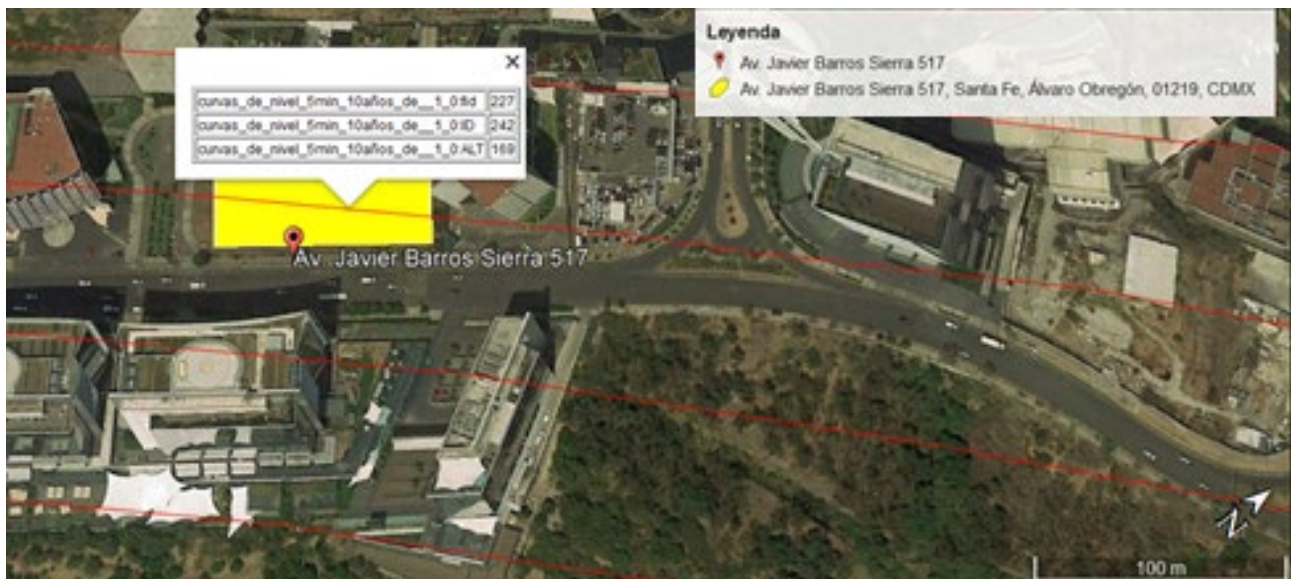 Leyenda
Av. Javier Barros Sierra 517
Av. Javier Barros Sierra 517, Santa Fe, Álvaro Obregón, 01219, CDMX
×
curvas_de_nivel_5min_10años_de__1_0:fid 227
curvas_de_nivel_5min_10años_de__1_0:ID 242
curvas_de_nivel_5min_10años_de__1_0:ALT 169
Av. Javier Barros Sierra 517
N
100 m